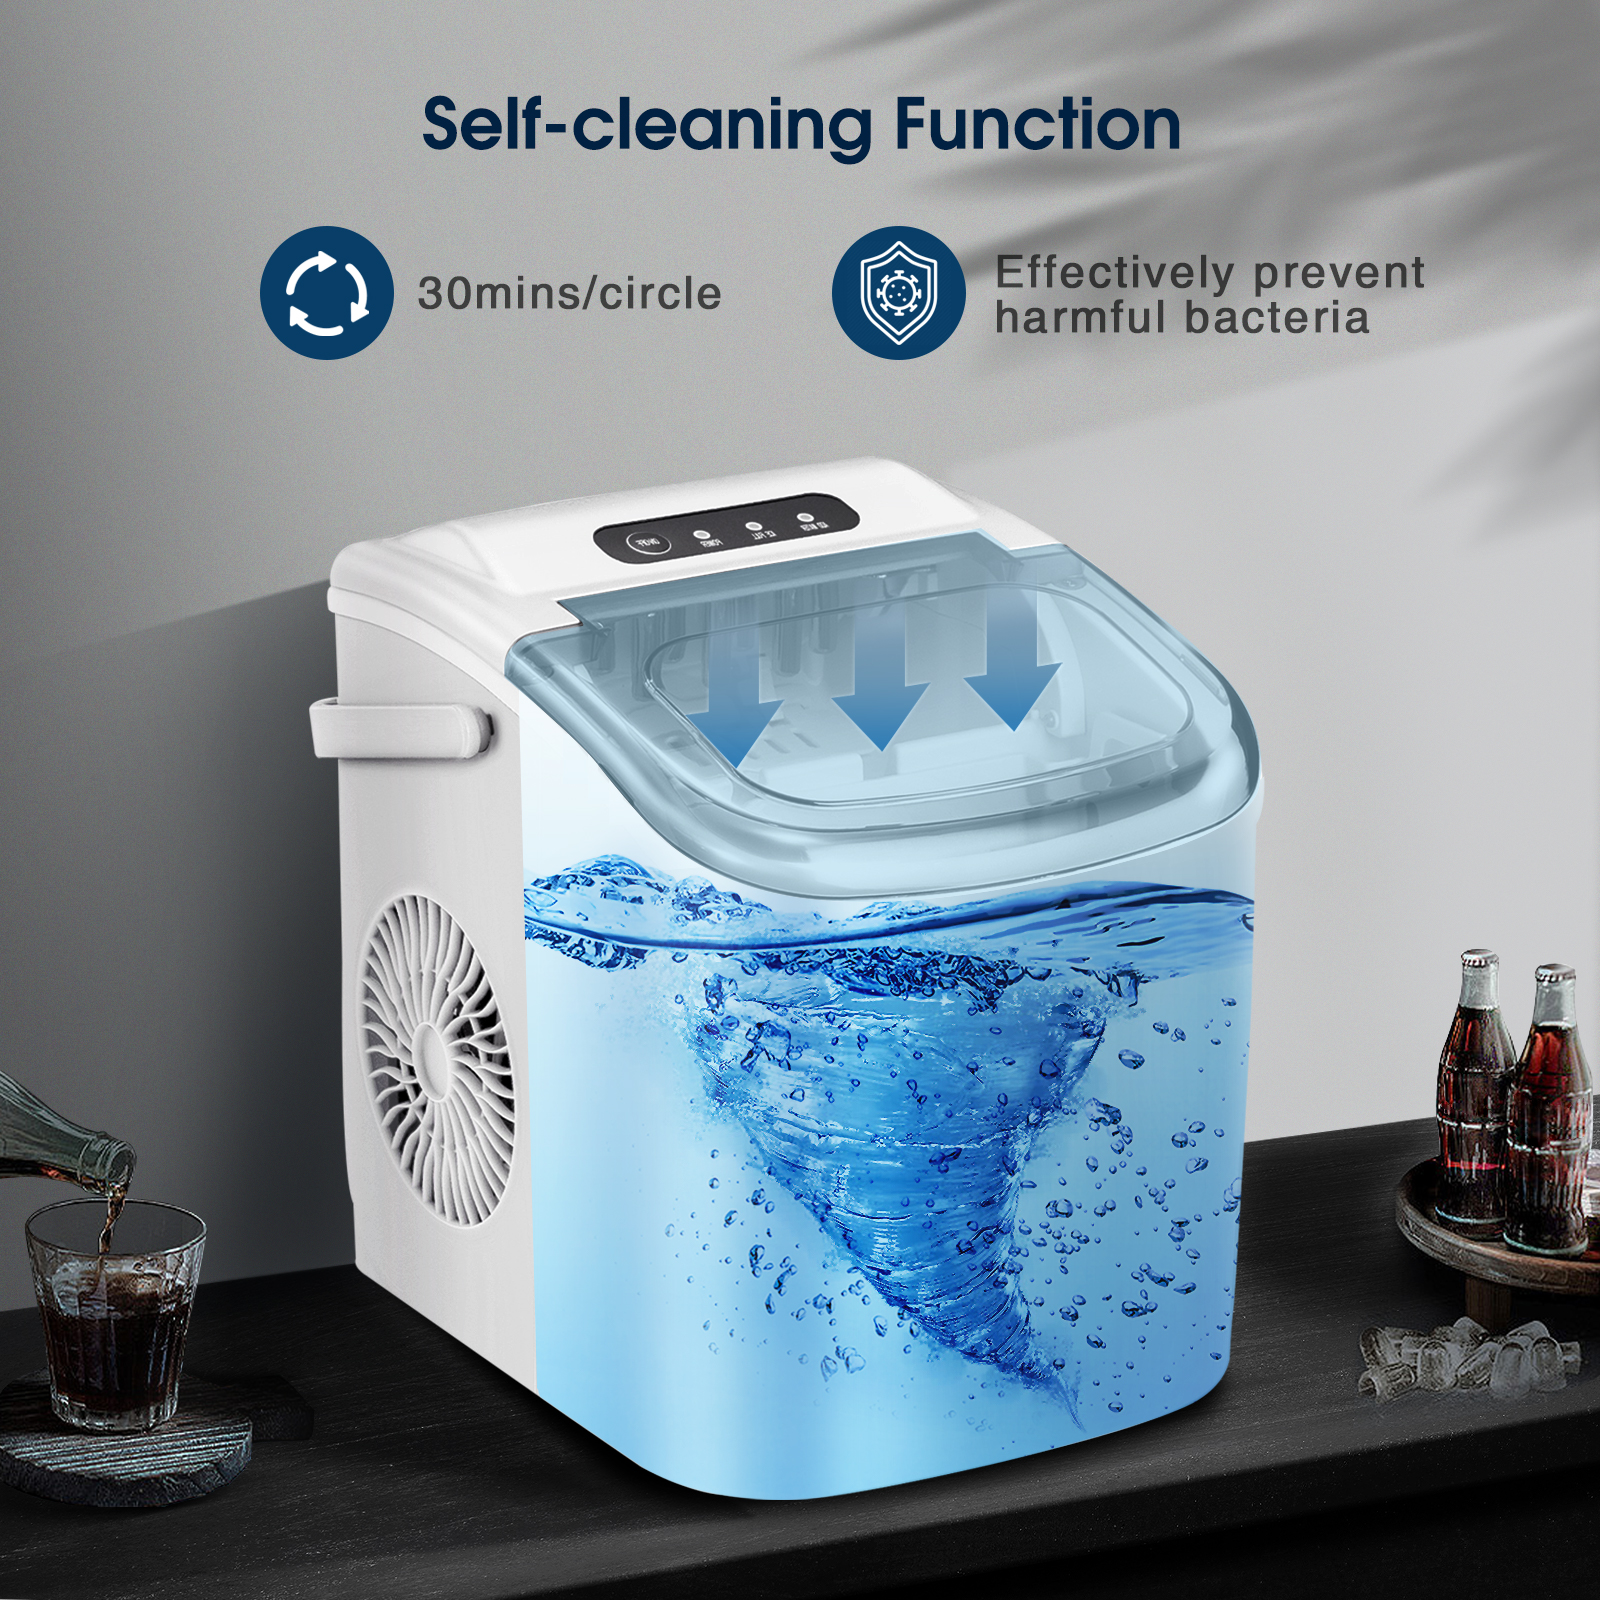 Self-cleaning Function
30mins/circle
Effectively prevent
harmful bacteria